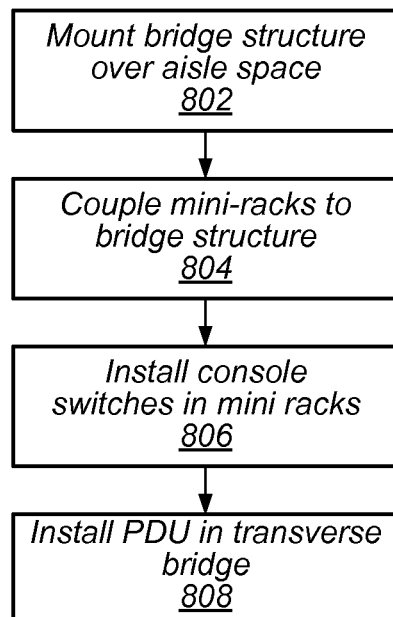 Mount bridge structure
over aisle space
802
Couple mini-racks to
bridge structure
804
Install console
switches in mini racks
806
Install PDU in transverse
bridge
808